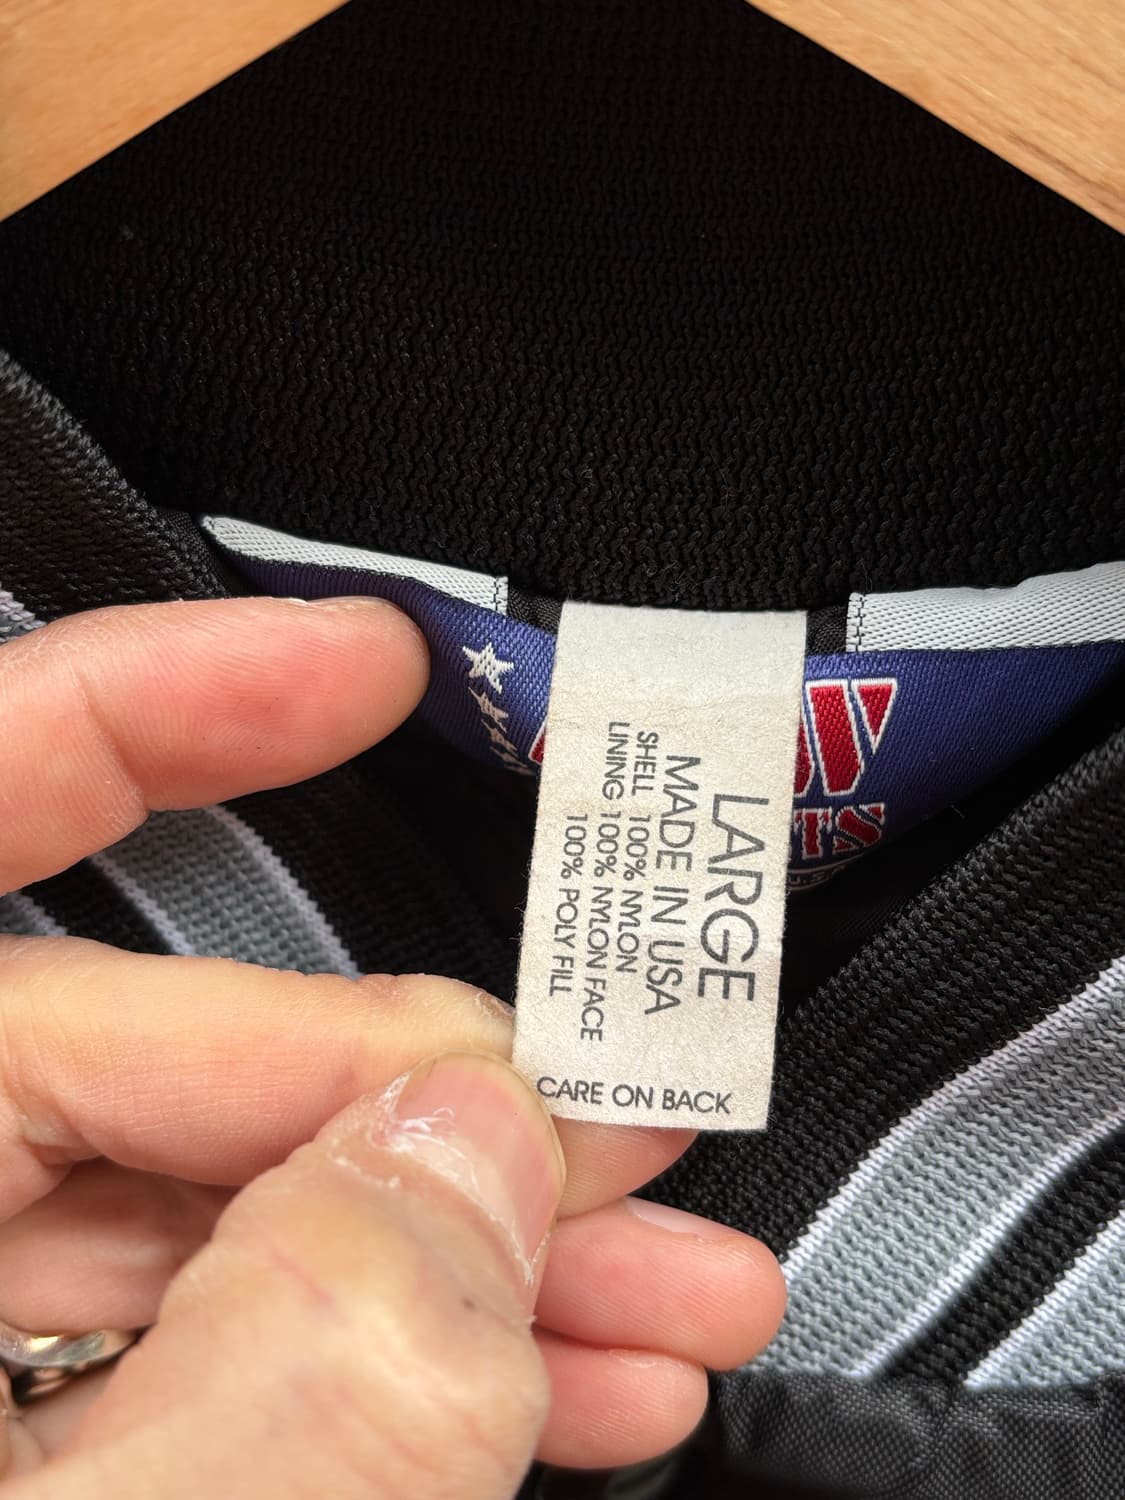 LARGE
MADE IN USA
SHELL 100% NYLON
LINING 100% NYLON FACE
100% POLY FILL
CARE ON BACK